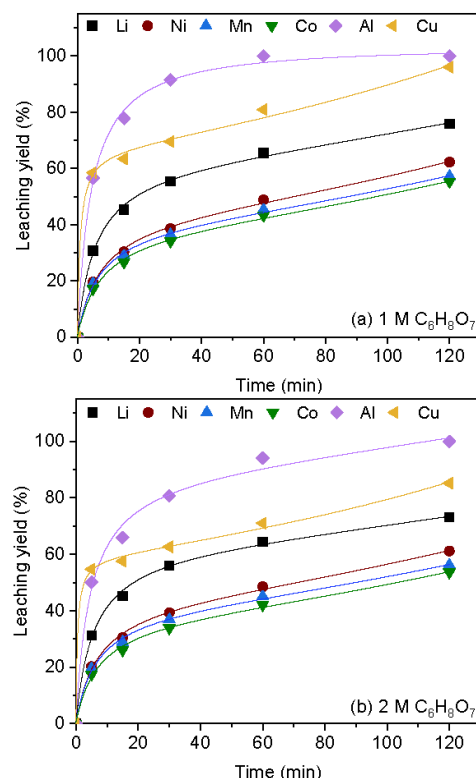 Li Ni Mn Co Al Cu
100
80
60
40
20
0
Leaching yield (%)
(a) 1 M C₆H₈O₇
0 20 40 60 80 100 120
Time (min)
Li Ni Mn Co Al Cu
100
80
60
40
20
0
Leaching yield (%)
(b) 2 M C₆H₈O₇
0 20 40 60 80 100 120
Time (min)